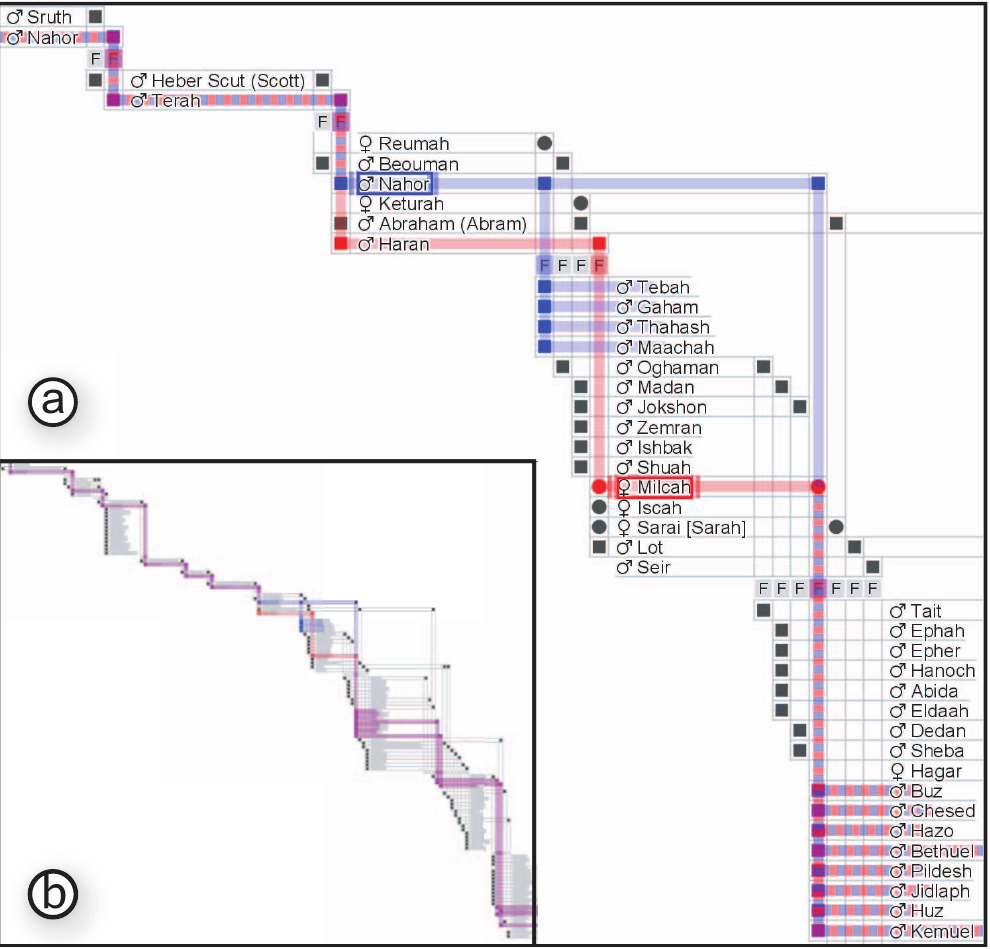 ♂ Sruth
♂ Nahor
F F
♂ Heber Scut (Scott)
♂ Terah
F F
♀ Reumah
♂ Beouman
♂ Nahor
♀ Keturah
♂ Abraham (Abram)
♂ Haran
F F F F
♂ Tebah
♂ Gaham
♂ Thahash
♂ Maachah
♂ Oghaman
♂ Madan
♂ Jokshon
♂ Zemran
♂ Ishbak
♂ Shuah
♀ Milcah
♀ Iscah
♀ Sarai [Sarah]
♂ Lot
♂ Seir
F F F F F F F
♂ Tait
♂ Ephah
♂ Epher
♂ Hanoch
♂ Abida
♂ Eldaah
♂ Dedan
♂ Sheba
♀ Hagar
♂ Buz
♂ Chesed
♂ Hazo
♂ Bethuel
♂ Pildesh
♂ Jidlaph
♂ Huz
♂ Kemuel
a
b